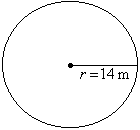 r = 14 m